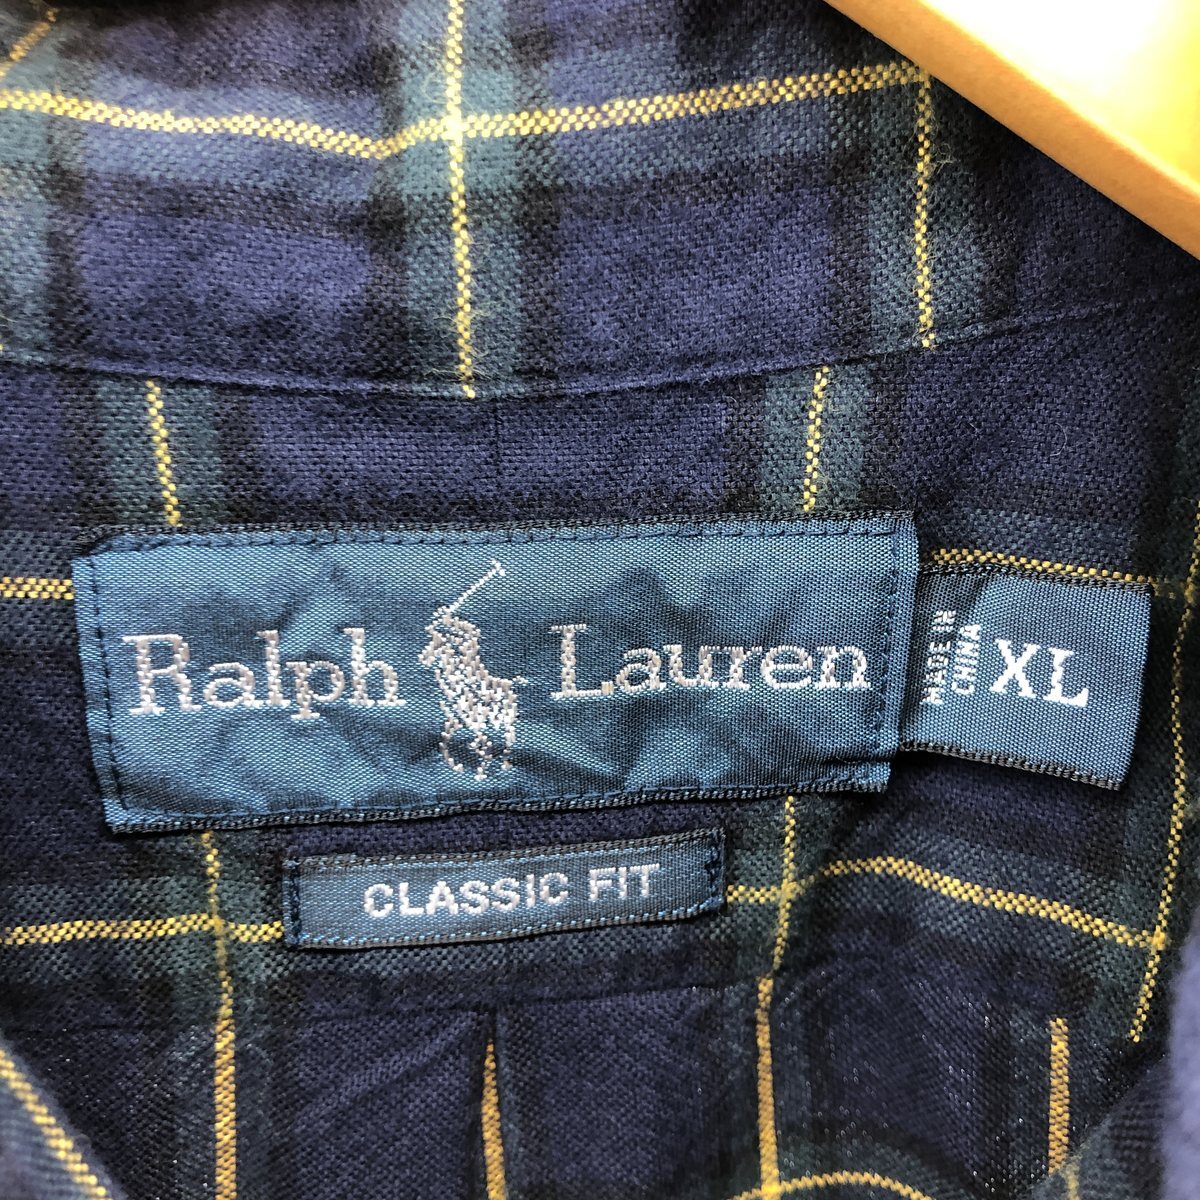 Ralph Lauren
MADE IN
CHINA
XL
CLASSIC FIT